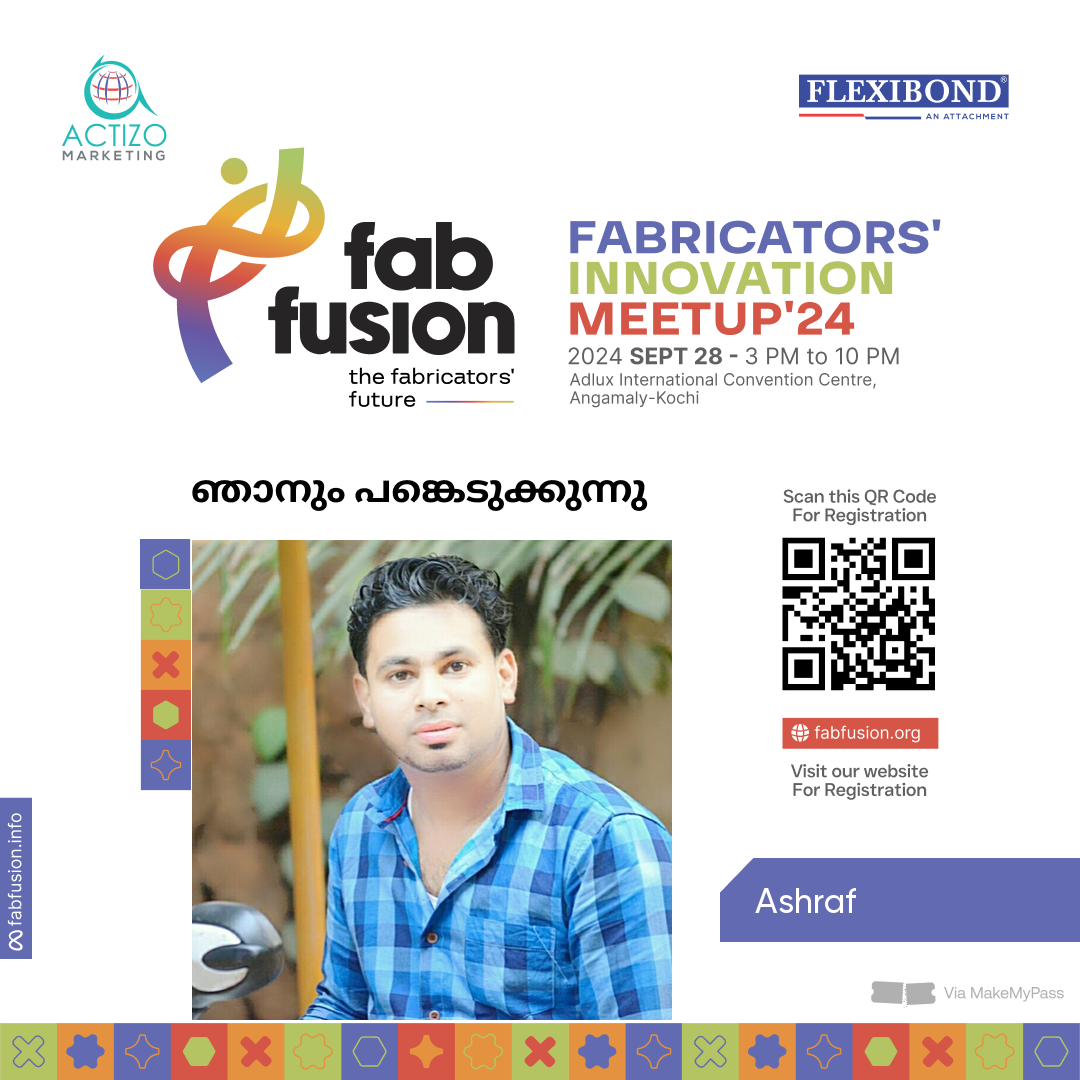 ACTIZO
MARKETING
FLEXIBOND®
AN ATTACHMENT
fab
fusion
the fabricators'
future
FABRICATORS'
INNOVATION
MEETUP'24
2024 SEPT 28 - 3 PM to 10 PM
Adlux International Convention Centre,
Angamaly-Kochi
ഞാനും പങ്കെടുക്കുന്നു
Scan this QR Code
For Registration
fabfusion.org
Visit our website
For Registration
fabfusion.info
Ashraf
Via MakeMyPass